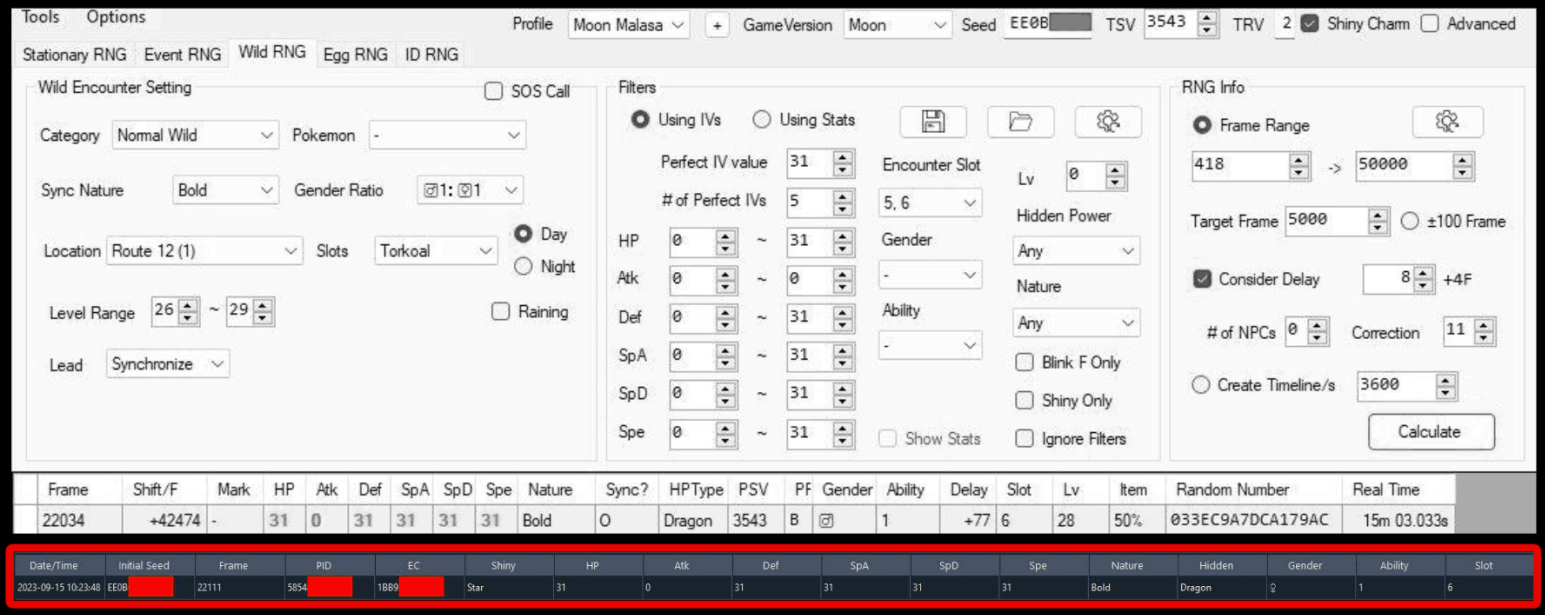 Tools Options Profile Moon Malasa + GameVersion Moon Seed EE0B TSV 3543 TRV 2 Shiny Charm Advanced
Stationary RNG Event RNG Wild RNG Egg RNG ID RNG
Wild Encounter Setting SOS Call
Category Normal Wild Pokemon -
Sync Nature Bold Gender Ratio ♂1: ♀1
Location Route 12 (1) Slots Torkoal Day
Night
Level Range 26 ~ 29 Raining
Lead Synchronize
Filters
Using IVs Using Stats
Perfect IV value 31
# of Perfect IVs 5
HP 0 ~ 31
Atk 0 ~ 0
Def 0 ~ 31
SpA 0 ~ 31
SpD 0 ~ 31
Spe 0 ~ 31
Encounter Slot
5, 6
Gender
-
Ability
-
Show Stats
Lv 0
Hidden Power
Any
Nature
Any
Blink F Only
Shiny Only
Ignore Filters
RNG Info
Frame Range
418 -> 50000
Target Frame 5000 ±100 Frame
Consider Delay 8 +4F
# of NPCs 0 Correction 11
Create Timeline/s 3600
Calculate
Frame Shift/F Mark HP Atk Def SpA SpD Spe Nature Sync? HPType PSV Gender Ability Delay Slot Lv Item Random Number Real Time
22034 +42474 - 31 0 31 31 31 31 Bold O Dragon 3543 B ♂ 1 +77 6 28 50% 033EC9A7DCA179AC 15m 03.033s
Date/Time Initial Seed Frame PID EC Shiny HP Atk Def SpA SpD Spe Nature Hidden Gender Ability Slot
2023-09-15 10:23:48 EE0B 22111 5854 1BB9 Star 31 0 31 31 31 31 Bold Dragon ♀ 1 6